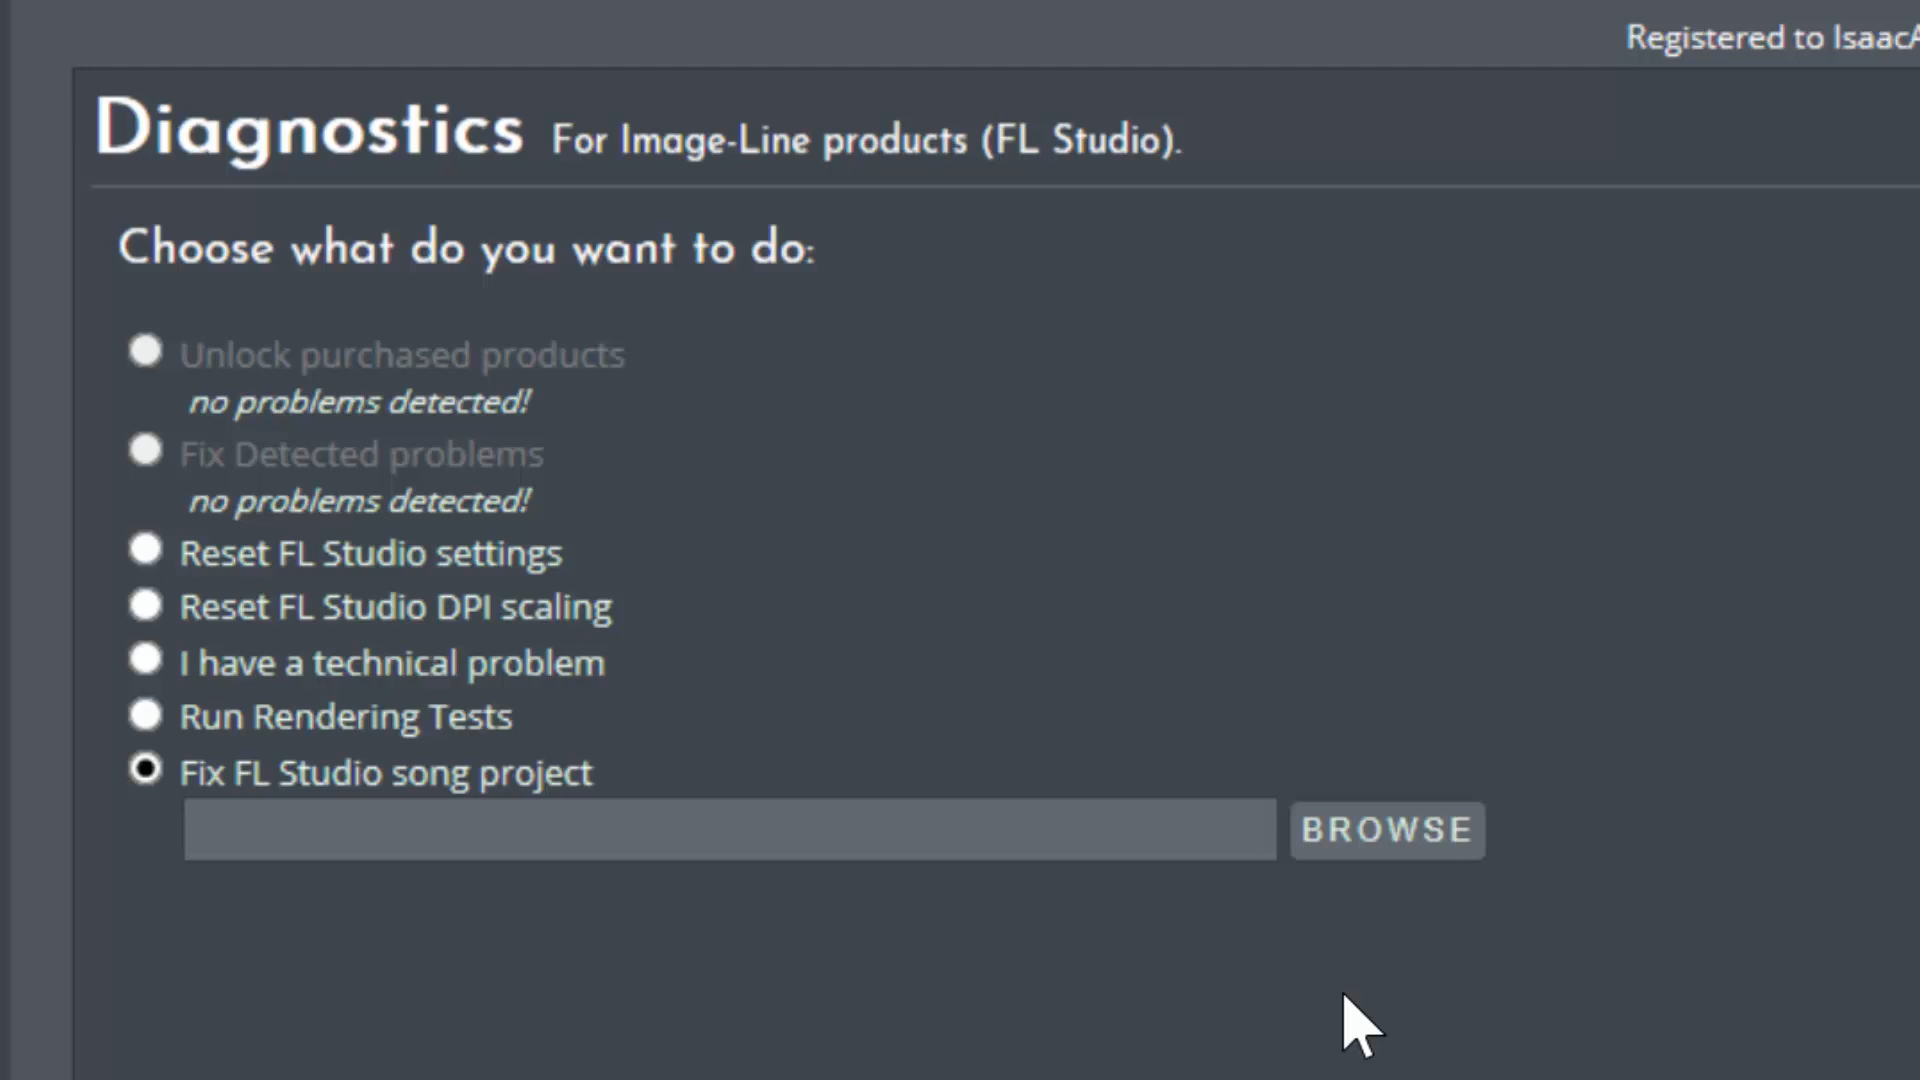 Registered to IsaacA
Diagnostics For Image-Line products (FL Studio).
Choose what do you want to do:
Unlock purchased products
no problems detected!
Fix Detected problems
no problems detected!
Reset FL Studio settings
Reset FL Studio DPI scaling
I have a technical problem
Run Rendering Tests
Fix FL Studio song project
BROWSE